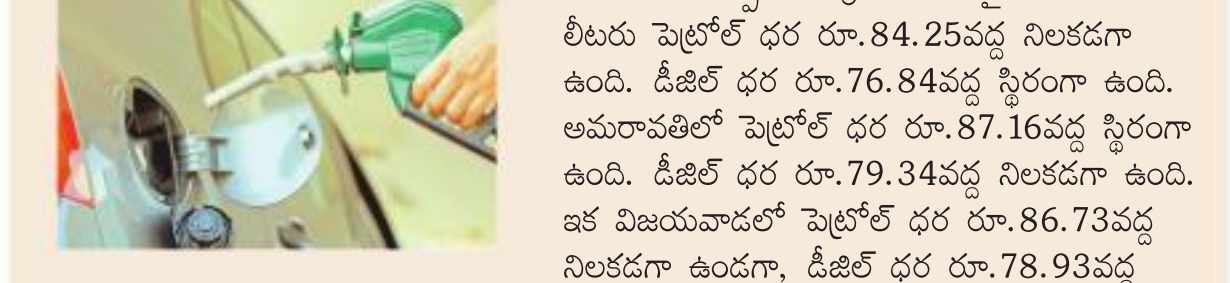 లీటరు పెట్రోల్ ధర రూ.84.25వద్ద నిలకడగా
ఉంది. డీజిల్ ధర రూ.76.84వద్ద స్థిరంగా ఉంది.
అమరావతిలో పెట్రోల్ ధర రూ.87.16వద్ద స్థిరంగా
ఉంది. డీజిల్ ధర రూ.79.34వద్ద నిలకడగా ఉంది.
ఇక విజయవాడలో పెట్రోల్ ధర రూ.86.73వద్ద
నిలకడగా ఉండగా, డీజిల్ ధర రూ.78.93వద్ద